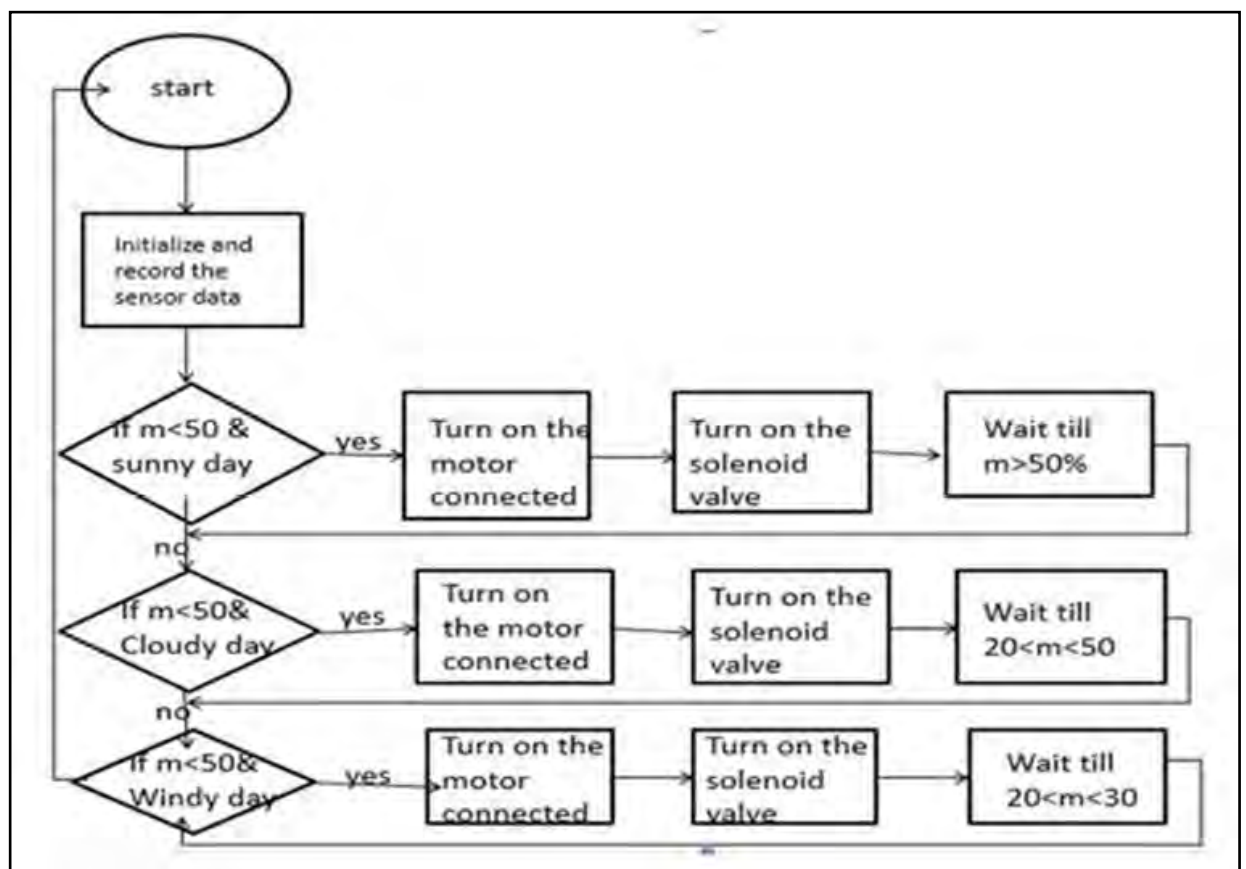 start
Initialize and
record the
sensor data
If m<50 &
sunny day
yes
Turn on the
motor
connected
Turn on the
solenoid
valve
Wait till
m>50%
no
If m<50&
Cloudy day
yes
Turn on
the motor
connected
Turn on the
solenoid
valve
Wait till
20<m<50
no
If m<50&
Windy day
yes
Turn on the
motor
connected
Turn on the
solenoid
valve
Wait till
20<m<30